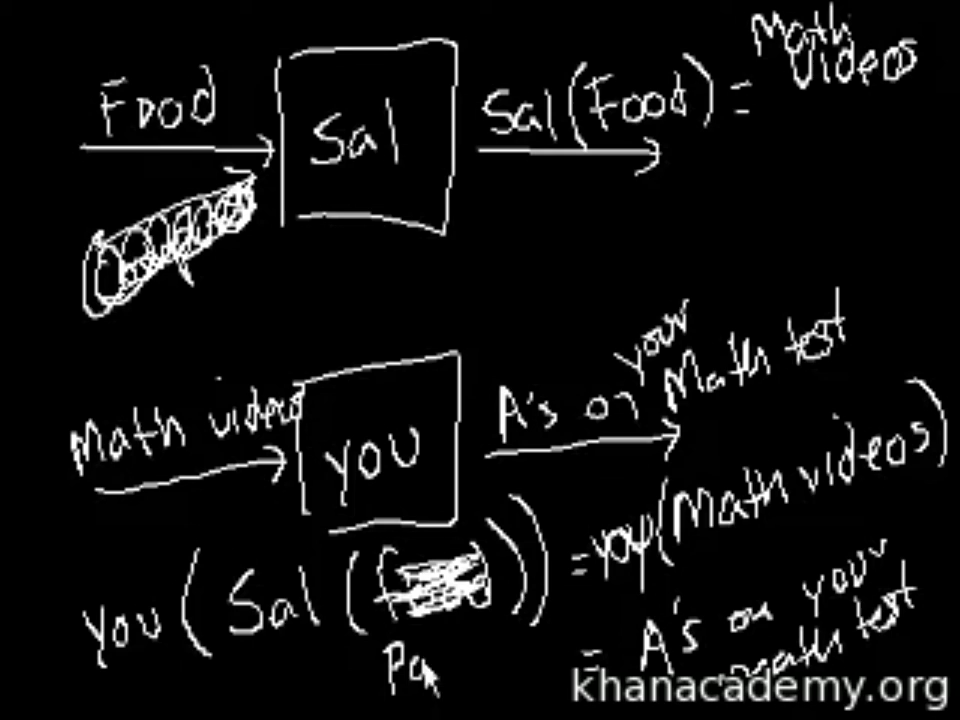 Food
Sal
Sal(Food) = Math videos
Math videos
you
A's on your Math test
you(Sal( )) = you(Math videos)
= A's on your math test
Pa
khanacademy.org